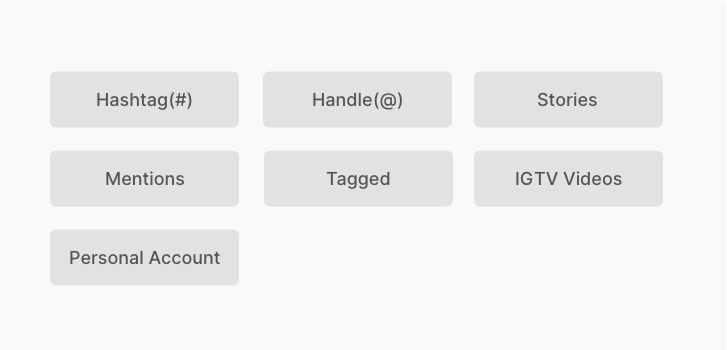 Hashtag(#)
Handle(@)
Stories
Mentions
Tagged
IGTV Videos
Personal Account